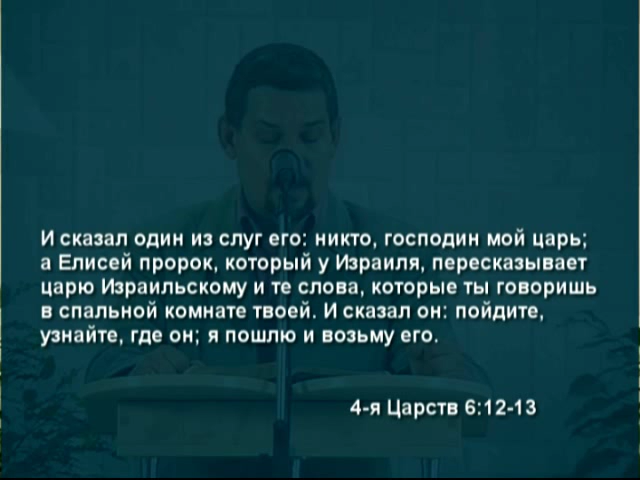 И сказал один из слуг его: никто, господин мой царь;
а Елисей пророк, который у Израиля, пересказывает
царю Израильскому и те слова, которые ты говоришь
в спальной комнате твоей. И сказал он: пойдите,
узнайте, где он; я пошлю и возьму его.
4-я Царств 6:12-13